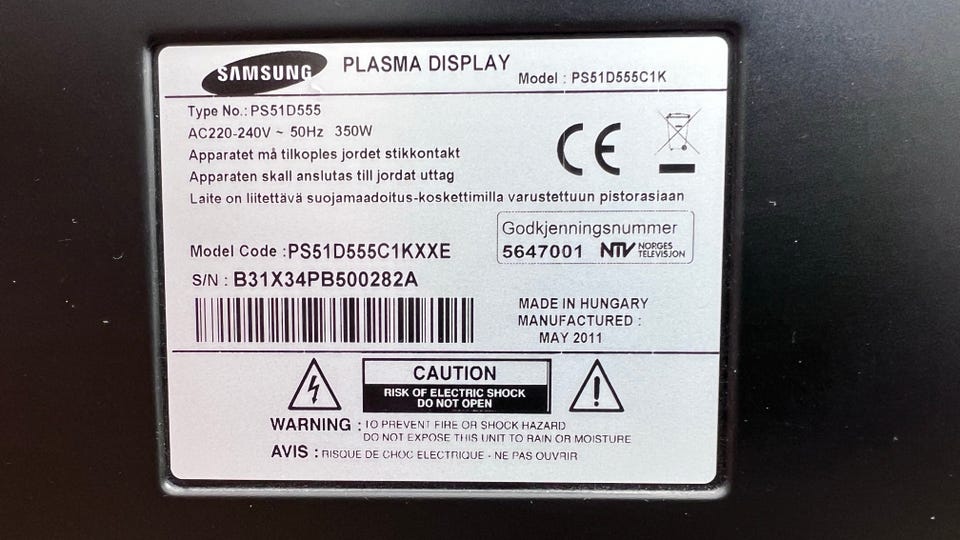 SAMSUNG PLASMA DISPLAY Model : PS51D555C1K
Type No.: PS51D555
AC220-240V ~ 50Hz 350W
Apparatet må tilkoples jordet stikkontakt
Apparaten skall anslutas till jordat uttag
Laite on liitettävä suojamaadoitus-koskettimilla varustettuun pistorasiaan
CE
Godkjenningsnummer
5647001 NTV NORGES TELEVISJON
Model Code : PS51D555C1KXXE
S/N : B31X34PB500282A
MADE IN HUNGARY
MANUFACTURED :
MAY 2011
CAUTION
RISK OF ELECTRIC SHOCK
DO NOT OPEN
WARNING : TO PREVENT FIRE OR SHOCK HAZARD
DO NOT EXPOSE THIS UNIT TO RAIN OR MOISTURE
AVIS : RISQUE DE CHOC ELECTRIQUE - NE PAS OUVRIR